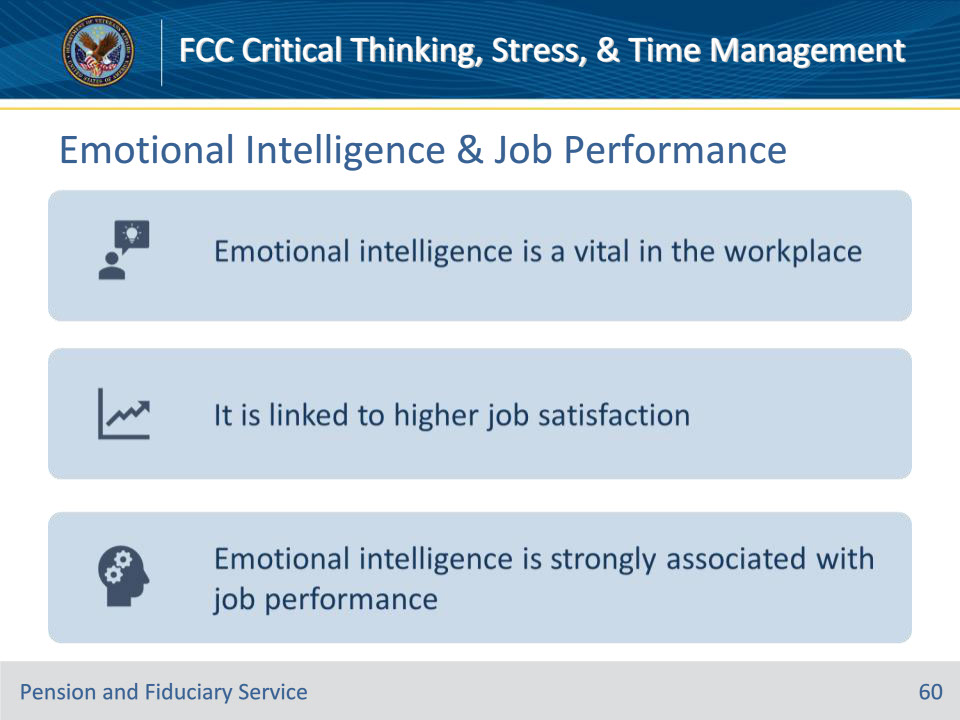 FCC Critical Thinking, Stress, & Time Management
Emotional Intelligence & Job Performance
Emotional intelligence is a vital in the workplace
It is linked to higher job satisfaction
Emotional intelligence is strongly associated with
job performance
Pension and Fiduciary Service
60